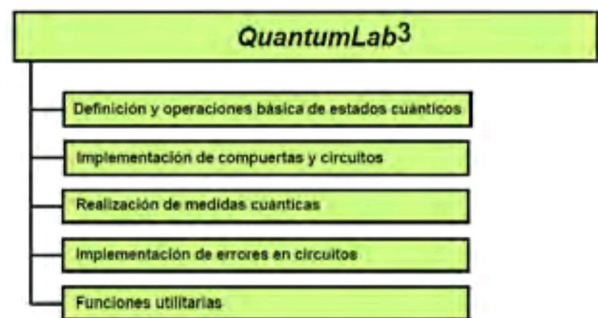 QuantumLab3
Definición y operaciones básica de estados cuánticos
Implementación de compuertas y circuitos
Realización de medidas cuánticas
Implementación de errores en circuitos
Funciones utilitarias